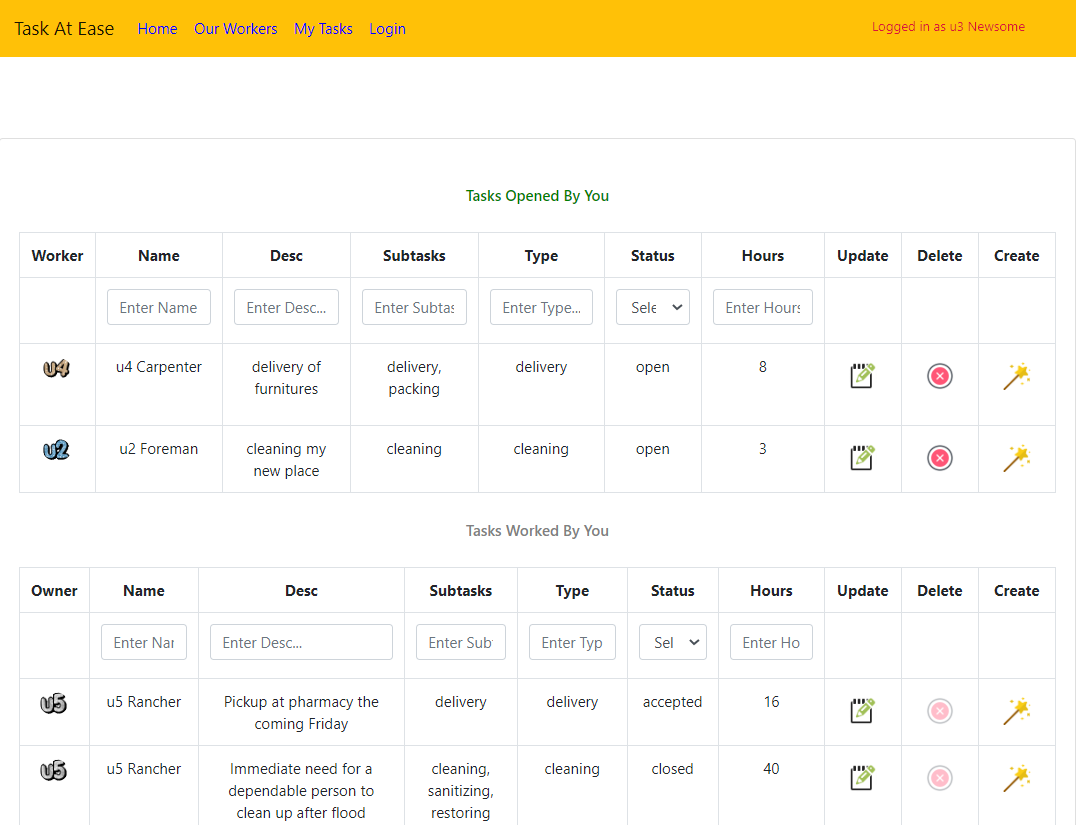 Task At Ease Home Our Workers My Tasks Login Logged in as u3 Newsome
Tasks Opened By You
Worker Name Desc Subtasks Type Status Hours Update Delete Create
Enter Name Enter Desc... Enter Subtas Enter Type... Sele Enter Hours
u4 u4 Carpenter delivery of delivery, delivery open 8
furnitures packing
u2 u2 Foreman cleaning my cleaning cleaning open 3
new place
Tasks Worked By You
Owner Name Desc Subtasks Type Status Hours Update Delete Create
Enter Nar Enter Desc... Enter Sub Enter Typ Sel Enter Ho
u5 u5 Rancher Pickup at pharmacy the delivery delivery accepted 16
coming Friday
u5 u5 Rancher Immediate need for a cleaning, cleaning closed 40
dependable person to sanitizing,
clean up after flood restoring